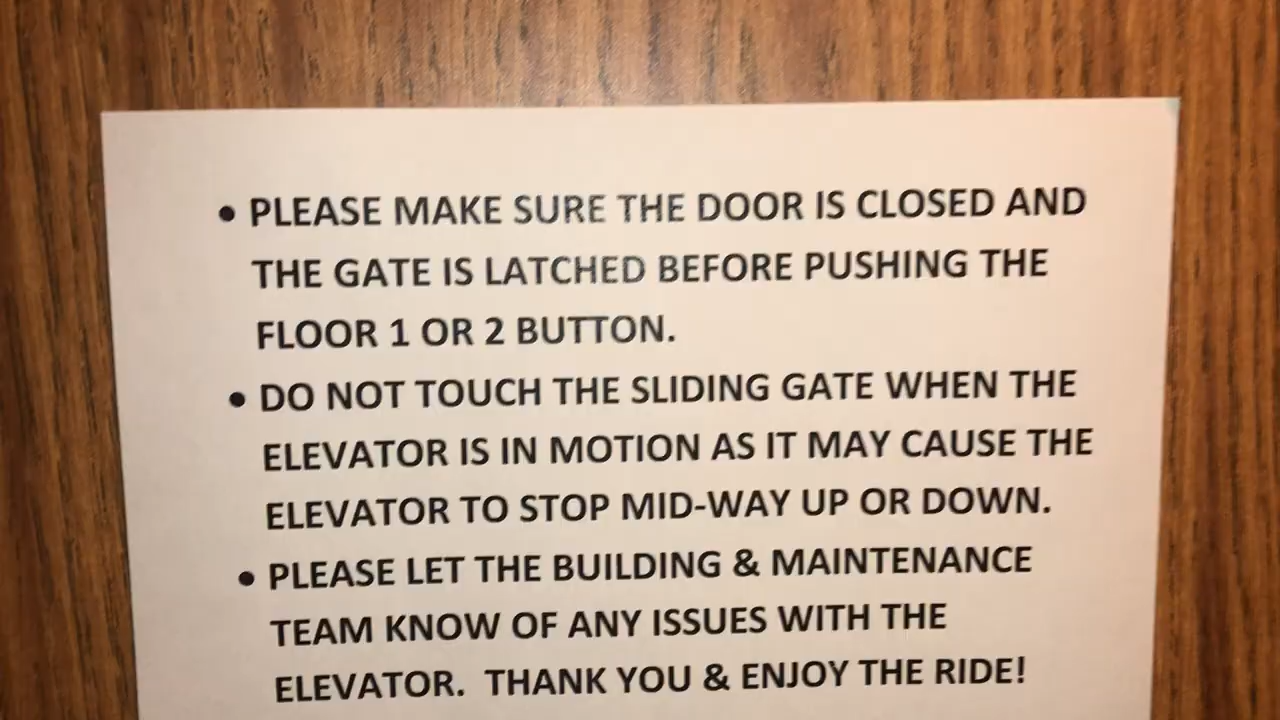 • PLEASE MAKE SURE THE DOOR IS CLOSED AND
THE GATE IS LATCHED BEFORE PUSHING THE
FLOOR 1 OR 2 BUTTON.
• DO NOT TOUCH THE SLIDING GATE WHEN THE
ELEVATOR IS IN MOTION AS IT MAY CAUSE THE
ELEVATOR TO STOP MID-WAY UP OR DOWN.
• PLEASE LET THE BUILDING & MAINTENANCE
TEAM KNOW OF ANY ISSUES WITH THE
ELEVATOR.  THANK YOU & ENJOY THE RIDE!